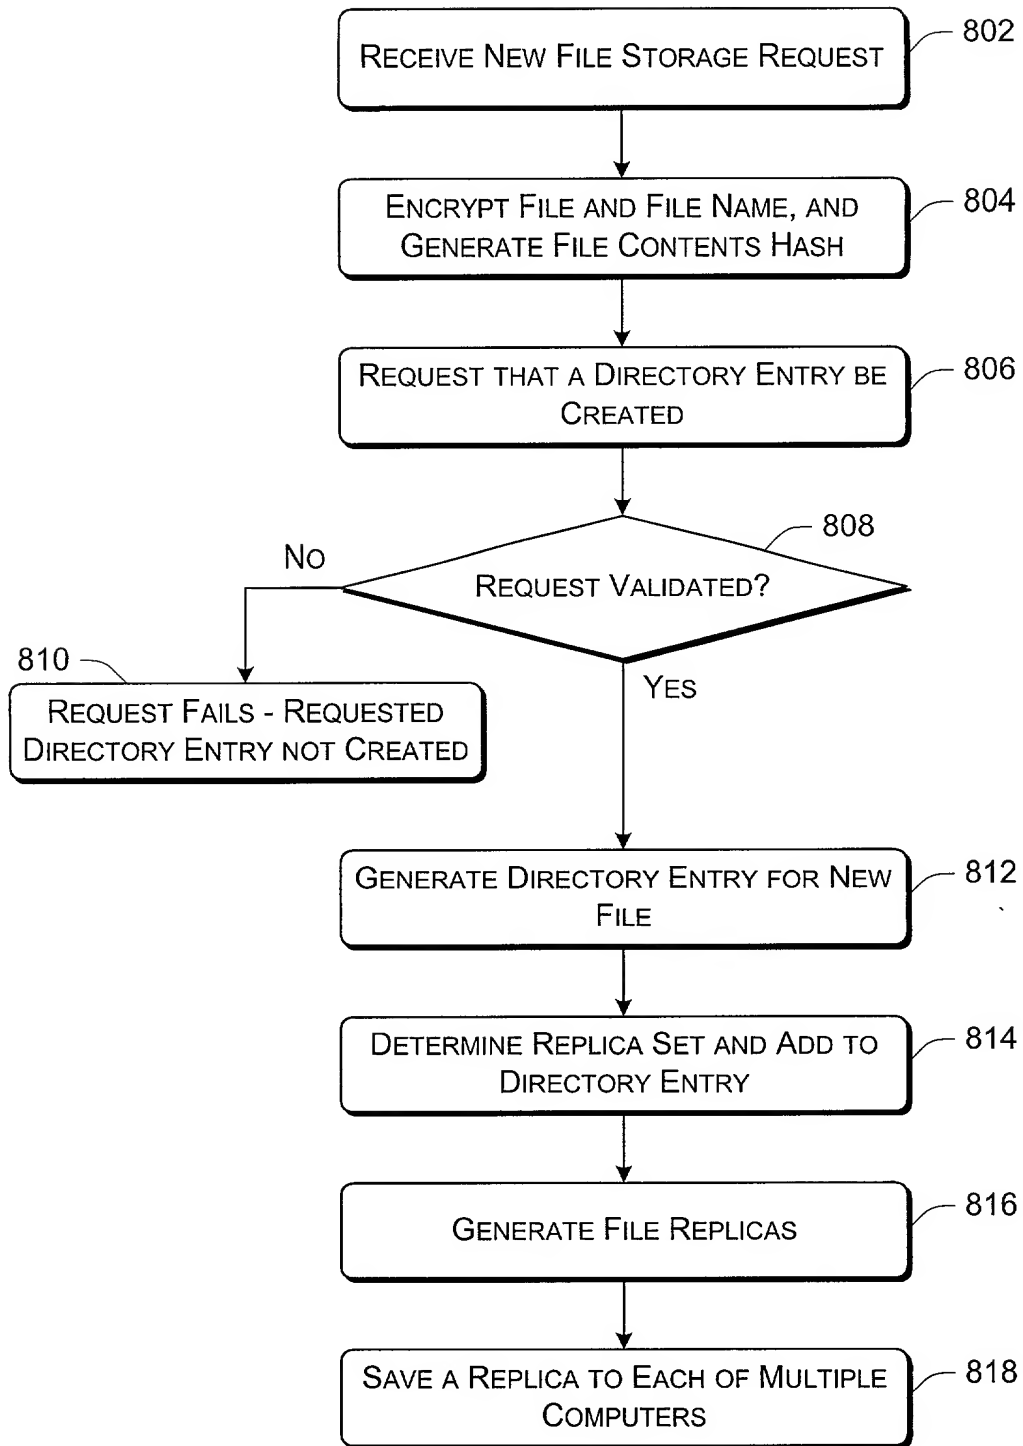 RECEIVE NEW FILE STORAGE REQUEST
802
ENCRYPT FILE AND FILE NAME, AND
GENERATE FILE CONTENTS HASH
804
REQUEST THAT A DIRECTORY ENTRY BE
CREATED
806
REQUEST VALIDATED?
808
NO
YES
810
REQUEST FAILS - REQUESTED
DIRECTORY ENTRY NOT CREATED
GENERATE DIRECTORY ENTRY FOR NEW
FILE
812
DETERMINE REPLICA SET AND ADD TO
DIRECTORY ENTRY
814
GENERATE FILE REPLICAS
816
SAVE A REPLICA TO EACH OF MULTIPLE
COMPUTERS
818